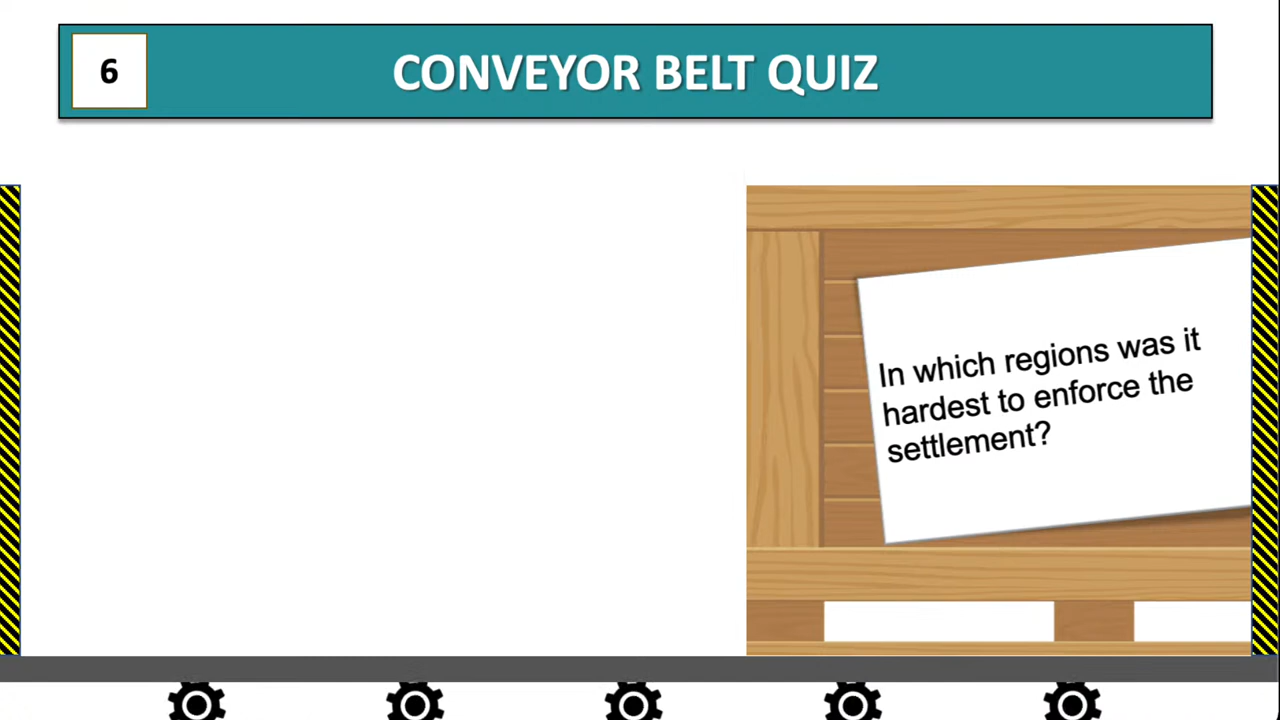 6
CONVEYOR BELT QUIZ
In which regions was it
hardest to enforce the
settlement?